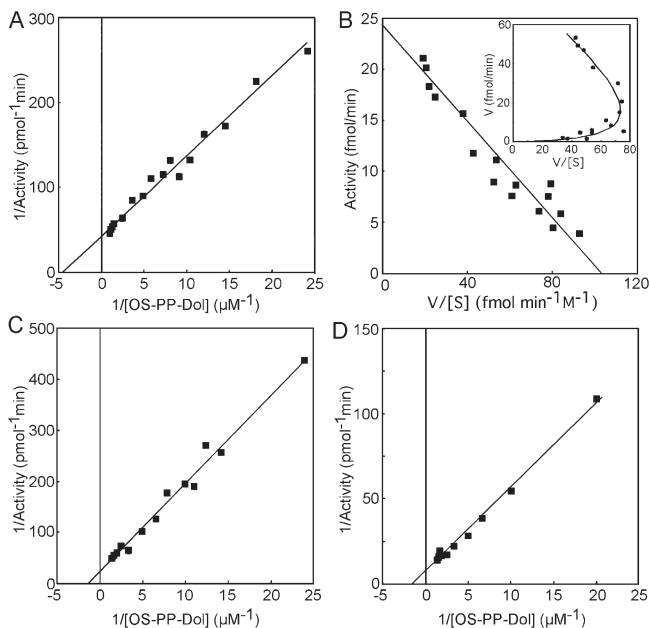 A
300
200
100
0
1/Activity (pmol⁻¹min)
-5 0 5 10 15 20 25
1/[OS-PP-Dol] (µM⁻¹)
B
25
20
15
10
5
0
Activity (fmol/min)
0 40 80 120
V/[S] (fmol min⁻¹M⁻¹)
60
40
20
0
V (fmol/min)
0 20 40 60 80
V/[S]
C
500
400
300
200
100
0
1/Activity (pmol⁻¹min)
-5 0 5 10 15 20 25
1/[OS-PP-Dol] (µM⁻¹)
D
150
100
50
0
1/Activity (pmol⁻¹min)
-5 0 5 10 15 20 25
1/[OS-PP-Dol] (µM⁻¹)